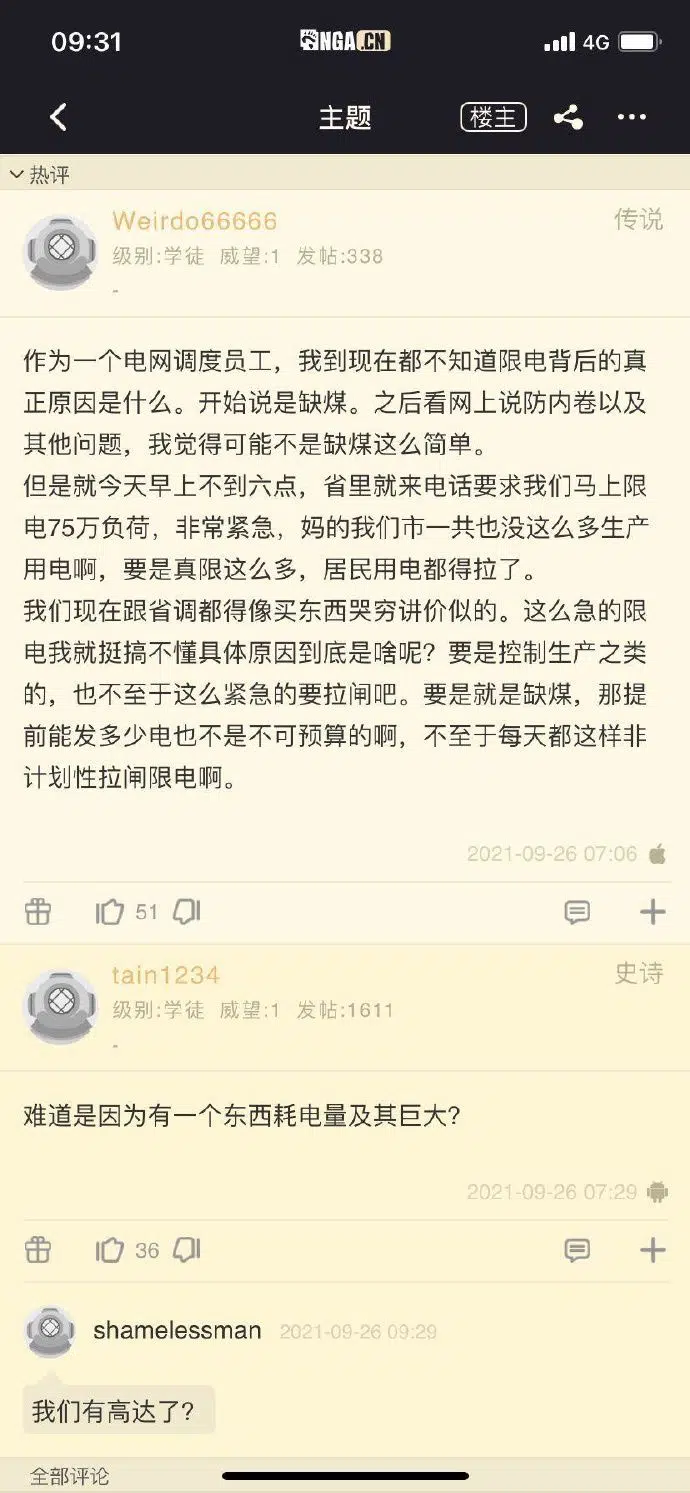 09:31
NGA.CN
4G
主题
楼主
热评
Weirdo66666
传说
级别:学徒 威望:1 发帖:338
-
作为一个电网调度员工，我到现在都不知道限电背后的真
正原因是什么。开始说是缺煤。之后看网上说防内卷以及
其他问题，我觉得可能不是缺煤这么简单。
但是就今天早上不到六点，省里就来电话要求我们马上限
电75万负荷，非常紧急，妈的我们市一共也没这么多生产
用电啊，要是真限这么多，居民用电都得拉了。
我们现在跟省调都得像买东西哭穷讲价似的。这么急的限
电我就挺搞不懂具体原因到底是啥呢？要是控制生产之类
的，也不至于这么紧急的要拉闸吧。要是就是缺煤，那提
前能发多少电也不是不可预算的啊，不至于每天都这样非
计划性拉闸限电啊。
2021-09-26 07:06
51
tain1234
史诗
级别:学徒 威望:1 发帖:1611
-
难道是因为有一个东西耗电量及其巨大?
2021-09-26 07:29
36
shamelessman 2021-09-26 09:29
我们有高达了?
全部评论